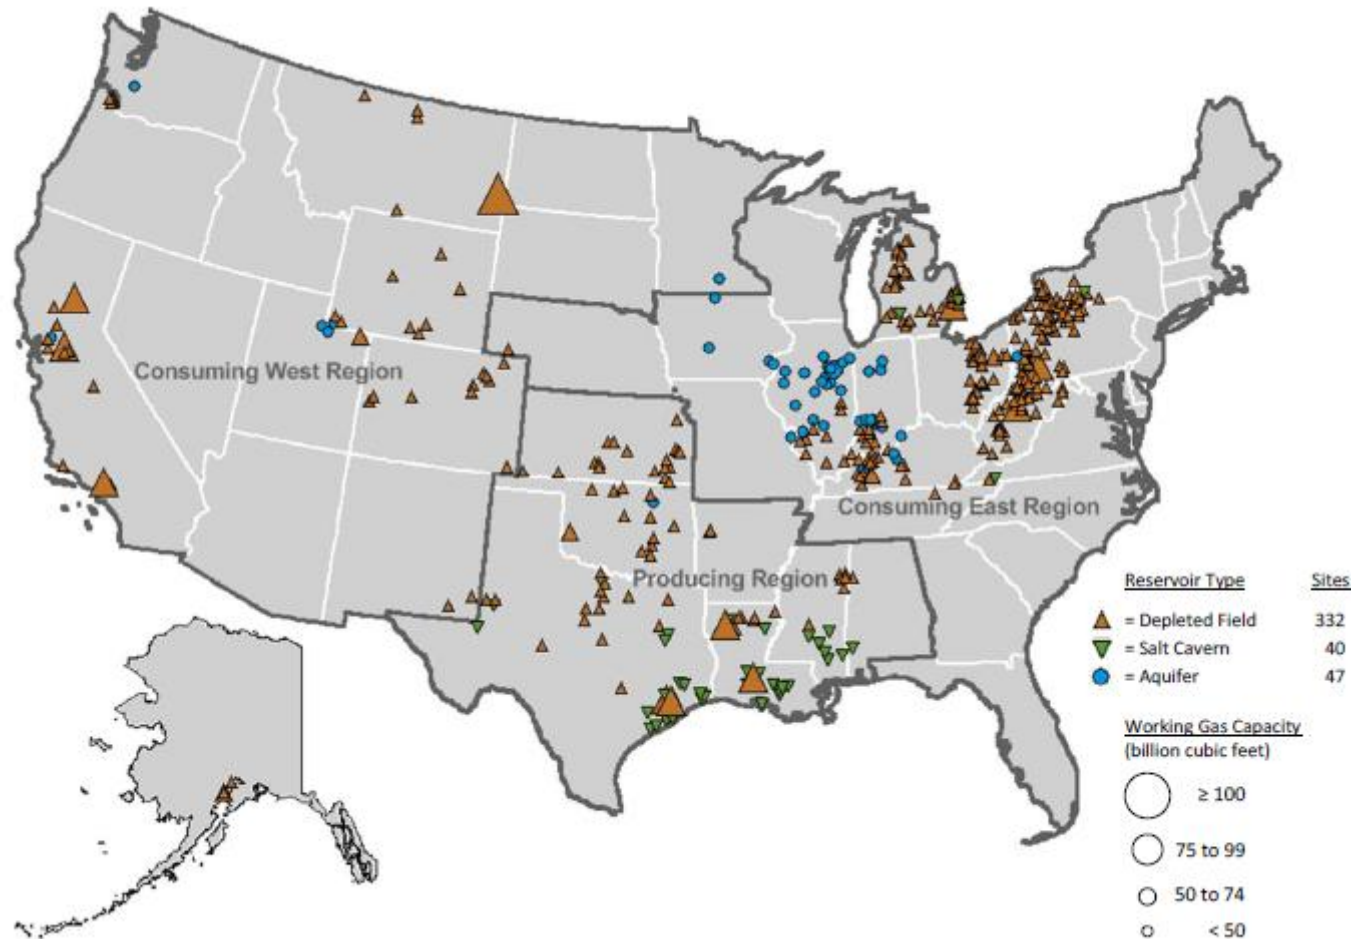 Consuming West Region
Consuming East Region
Producing Region
Reservoir Type Sites
= Depleted Field 332
= Salt Cavern 40
= Aquifer 47
Working Gas Capacity
(billion cubic feet)
≥ 100
75 to 99
50 to 74
< 50